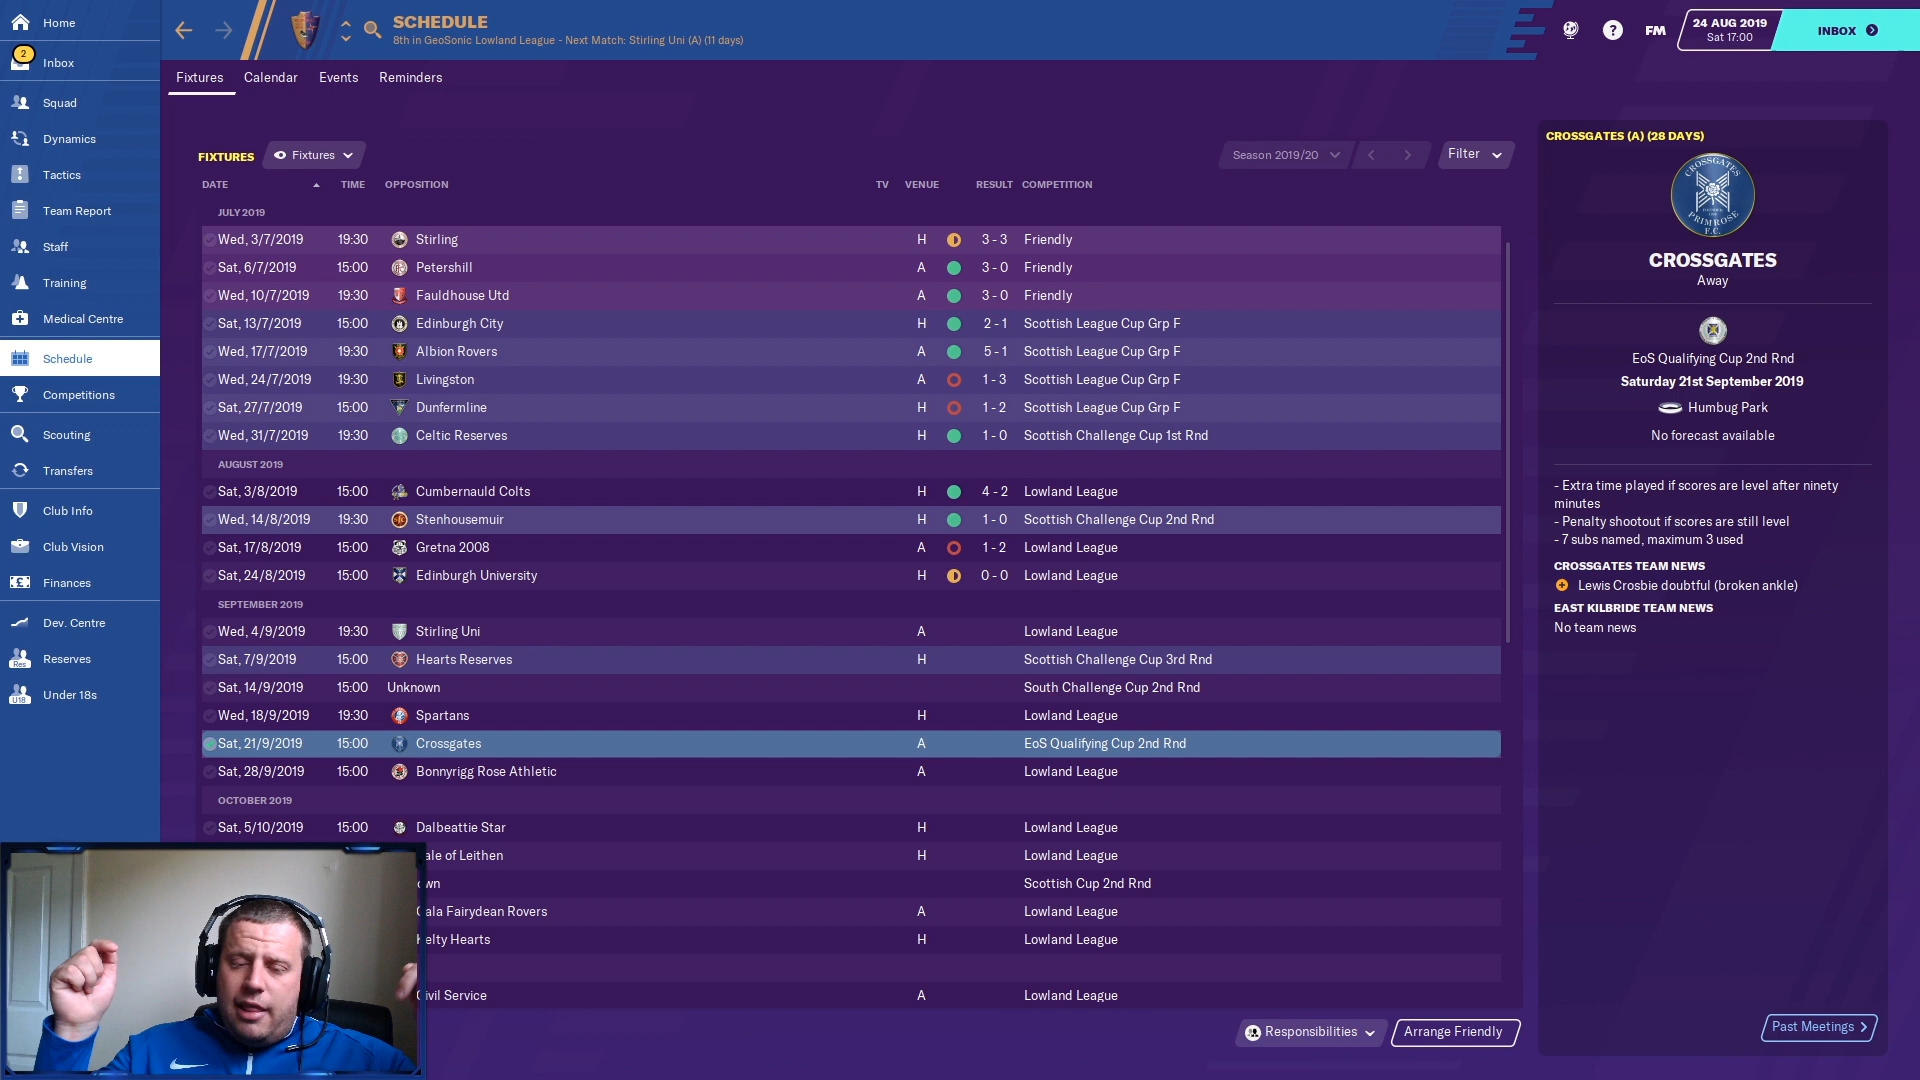 Home
2
Inbox
Squad
Dynamics
Tactics
Team Report
Staff
Training
Medical Centre
Schedule
Competitions
Scouting
Transfers
Club Info
Club Vision
Finances
Dev. Centre
Res
Reserves
U18
Under 18s
SCHEDULE
8th in GeoSonic Lowland League - Next Match: Stirling Uni (A) (11 days)
? FM
24 AUG 2019
Sat 17:00
INBOX
Fixtures Calendar Events Reminders
FIXTURES Fixtures Season 2019/20 Filter
DATE TIME OPPOSITION TV VENUE RESULT COMPETITION
JULY 2019
Wed, 3/7/2019 19:30 Stirling H 3 - 3 Friendly
Sat, 6/7/2019 15:00 Petershill A 3 - 0 Friendly
Wed, 10/7/2019 19:30 Fauldhouse Utd A 3 - 0 Friendly
Sat, 13/7/2019 15:00 Edinburgh City H 2 - 1 Scottish League Cup Grp F
Wed, 17/7/2019 19:30 Albion Rovers A 5 - 1 Scottish League Cup Grp F
Wed, 24/7/2019 19:30 Livingston A 1 - 3 Scottish League Cup Grp F
Sat, 27/7/2019 15:00 Dunfermline H 1 - 2 Scottish League Cup Grp F
Wed, 31/7/2019 19:30 Celtic Reserves H 1 - 0 Scottish Challenge Cup 1st Rnd
AUGUST 2019
Sat, 3/8/2019 15:00 Cumbernauld Colts H 4 - 2 Lowland League
Wed, 14/8/2019 19:30 Stenhousemuir H 1 - 0 Scottish Challenge Cup 2nd Rnd
Sat, 17/8/2019 15:00 Gretna 2008 A 1 - 2 Lowland League
Sat, 24/8/2019 15:00 Edinburgh University H 0 - 0 Lowland League
SEPTEMBER 2019
Wed, 4/9/2019 19:30 Stirling Uni A Lowland League
Sat, 7/9/2019 15:00 Hearts Reserves H Scottish Challenge Cup 3rd Rnd
Sat, 14/9/2019 15:00 Unknown South Challenge Cup 2nd Rnd
Wed, 18/9/2019 19:30 Spartans H Lowland League
Sat, 21/9/2019 15:00 Crossgates A EoS Qualifying Cup 2nd Rnd
Sat, 28/9/2019 15:00 Bonnyrigg Rose Athletic A Lowland League
OCTOBER 2019
Sat, 5/10/2019 15:00 Dalbeattie Star H Lowland League
ale of Leithen H Lowland League
own Scottish Cup 2nd Rnd
Gala Fairydean Rovers A Lowland League
Kelty Hearts H Lowland League
Civil Service A Lowland League
Responsibilities Arrange Friendly
CROSSGATES (A) (28 DAYS)
CROSSGATES
PRIMROSE
F.C.
CROSSGATES
Away
EoS Qualifying Cup 2nd Rnd
Saturday 21st September 2019
Humbug Park
No forecast available
- Extra time played if scores are level after ninety
minutes
- Penalty shootout if scores are still level
- 7 subs named, maximum 3 used
CROSSGATES TEAM NEWS
Lewis Crosbie doubtful (broken ankle)
EAST KILBRIDE TEAM NEWS
No team news
Past Meetings